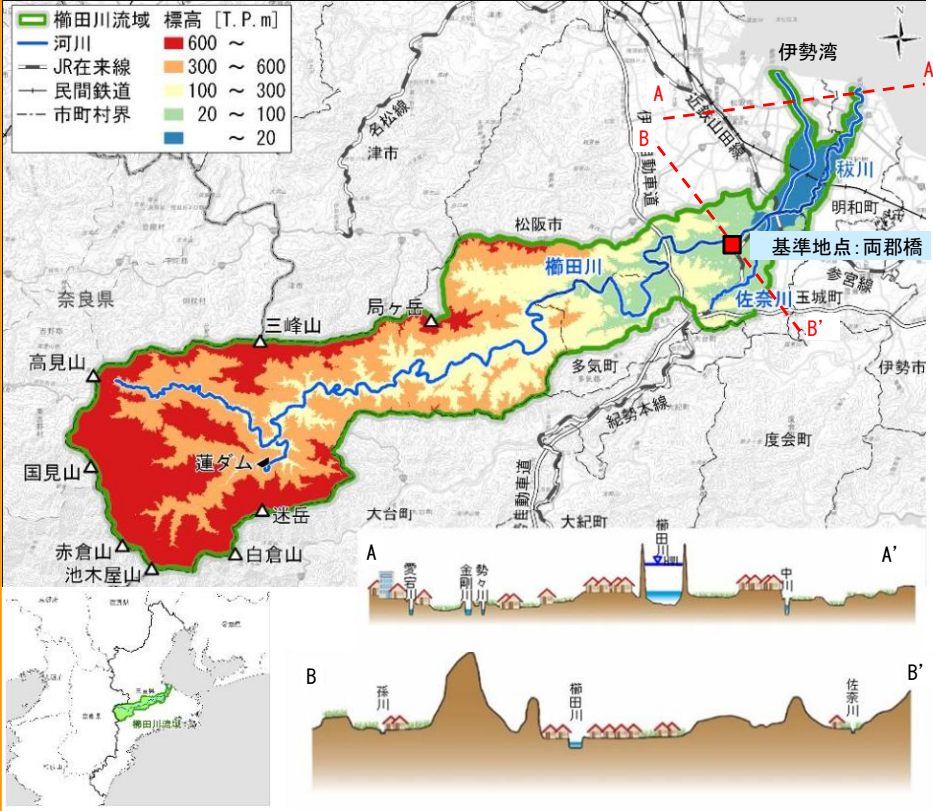 櫛田川流域
河川
JR在来線
民間鉄道
市町村界
標高 [T.P.m]
600 ～
300 ～ 600
100 ～ 300
20 ～ 100
～ 20
N
伊勢湾
A
A
B
名松線
津市
近鉄山田線
伊
自動車道
祓川
明和町
松阪市
基準地点：両郡橋
櫛田川
参宮線
佐奈川
玉城町
B'
奈良県
局ヶ岳
三峰山
高見山
多気町
伊勢市
紀勢本線
度会町
蓮ダム
国見山
迷岳
大台町
自動車道
大紀町
赤倉山
白倉山
池木屋山
A
A'
愛宕川
金剛川
勢々川
櫛田川
中川
B
B'
孫川
櫛田川
佐奈川
櫛田川流域